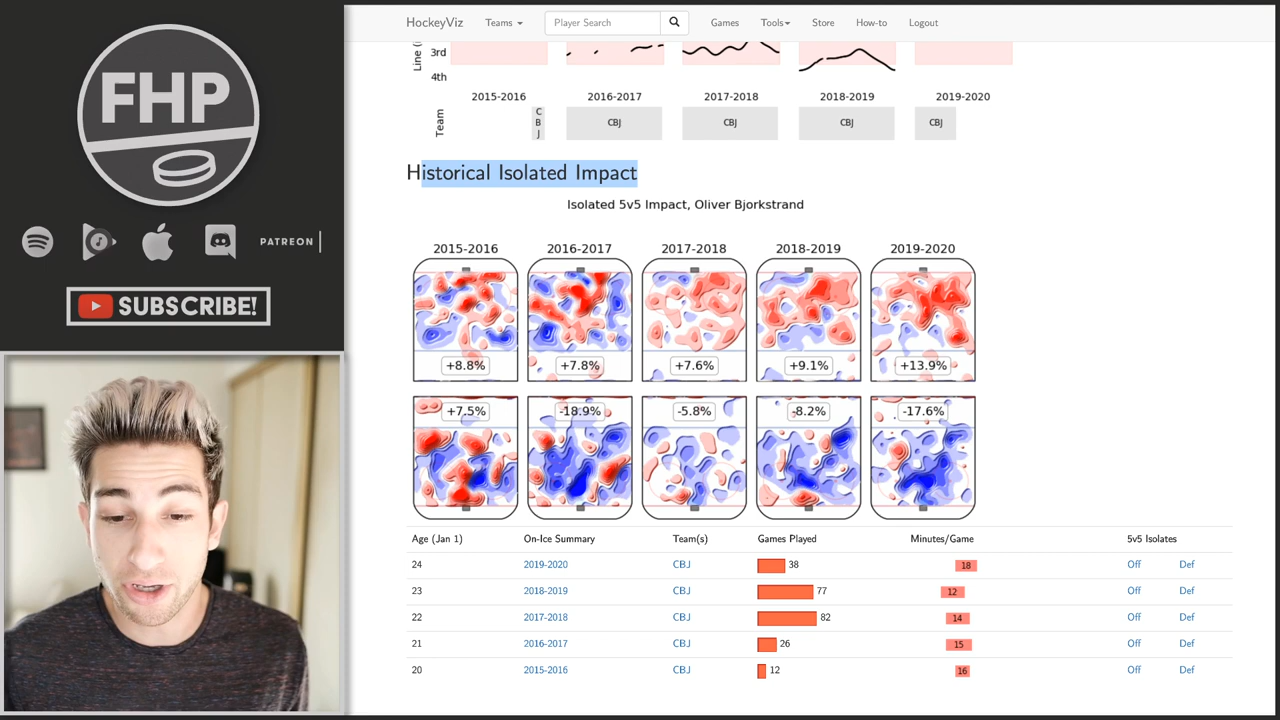 FHP
PATREON
SUBSCRIBE!
HockeyViz Teams Player Search Games Tools Store How-to Logout
Line (
3rd
4th
2015-2016 2016-2017 2017-2018 2018-2019 2019-2020
Team
C
B
J
CBJ CBJ CBJ CBJ
Historical Isolated Impact
Isolated 5v5 Impact, Oliver Bjorkstrand
2015-2016 2016-2017 2017-2018 2018-2019 2019-2020
+8.8% +7.8% +7.6% +9.1% +13.9%
+7.5% -18.9% -5.8% -8.2% -17.6%
Age (Jan 1) On-Ice Summary Team(s) Games Played Minutes/Game 5v5 Isolates
24 2019-2020 CBJ 38 18 Off Def
23 2018-2019 CBJ 77 12 Off Def
22 2017-2018 CBJ 82 14 Off Def
21 2016-2017 CBJ 26 15 Off Def
20 2015-2016 CBJ 12 16 Off Def